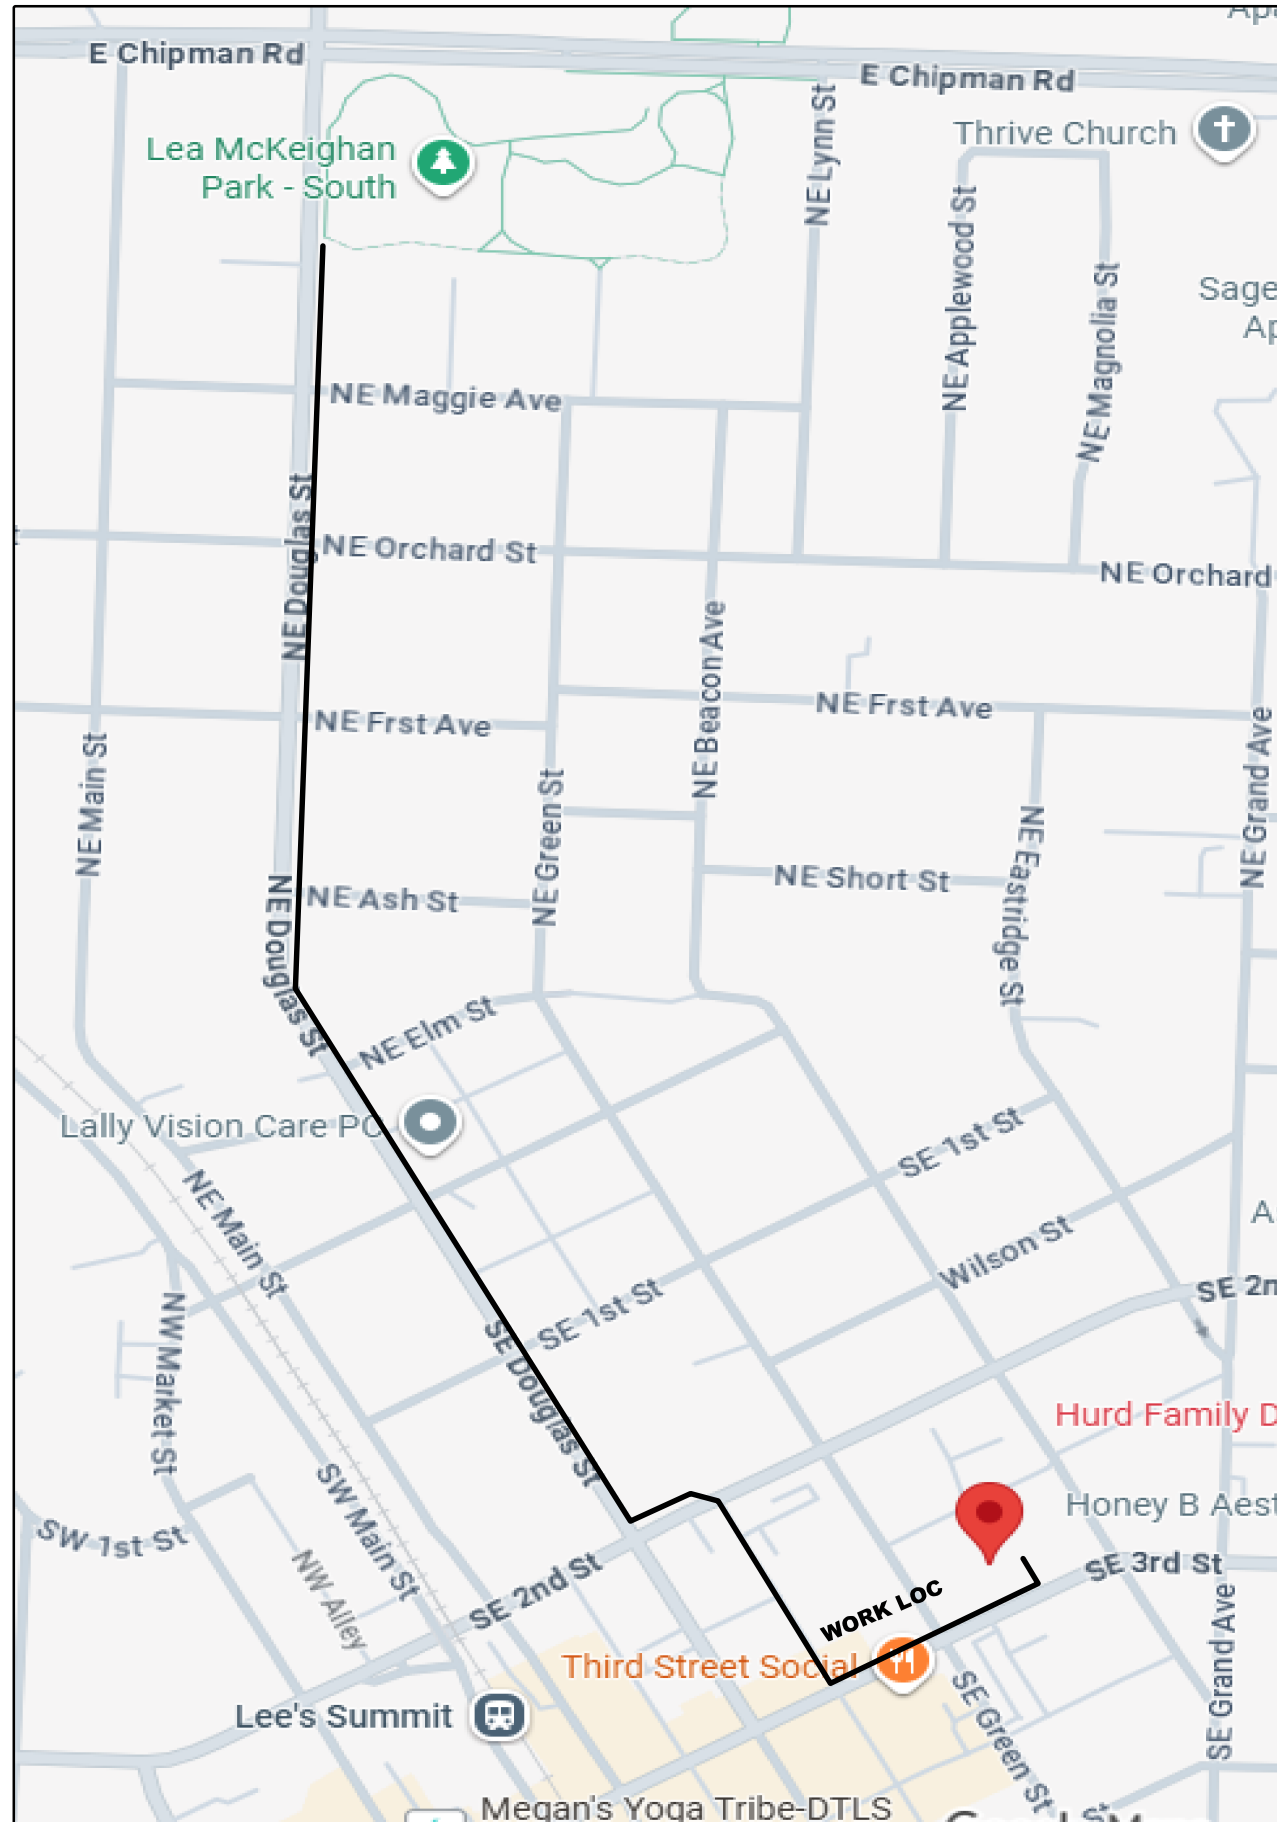 E Chipman Rd
E Chipman Rd
Thrive Church
Lea McKeighan
Park - South
NE Lynn St
NE Applewood St
NE Magnolia St
Sage
Ap
NE Maggie Ave
NE Douglas St
NE Orchard St
NE Orchard
NE Beacon Ave
NE Frst Ave
NE Frst Ave
NE Main St
NE Green St
NE Grand Ave
NE Eastridge St
NE Ash St
NE Short St
NE Douglas St
NE Elm St
Lally Vision Care PC
SE 1st St
NE Main St
Wilson St
A
SE 2n
NW Market St
SE 1st St
SE Douglas St
Hurd Family D
SW Main St
Honey B Aest
SW 1st St
NW Alley
SE 2nd St
SE 3rd St
WORK LOC
Third Street Social
SE Grand Ave
SE Green St
Lee's Summit
Megan's Yoga Tribe-DTLS